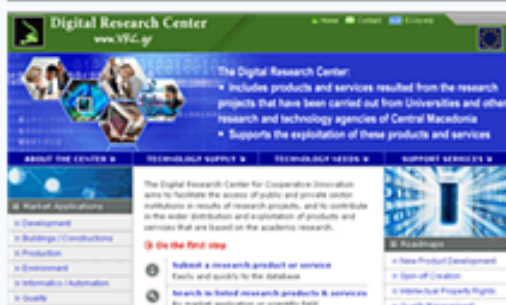 Digital Research Center
Home Contact
The Digital Research Center:
Includes products and services resulted from the research
projects that have been carried out from Universities and other
research and technology agencies of Central Macedonia
Supports the exploitation of these products and services
ABOUT THE CENTER
TECHNOLOGY SUPPLY
TECHNOLOGY NEEDS
SUPPORT SERVICES
Market Applications
Development
Buildings / Constructions
Production
Environment
Informatics / Automation
Quality
The Digital Research Center for Cooperative Innovation
aims to facilitate the access of public and private sector
institutions in results of research projects, and to contribute
in the wider distribution and exploitation of products and
services that are based on the academic research.
Do the first step
Submit a research product or service
Easily and quickly to the database
Search in listed research products & services
By market application or scientific field
Roadmaps
New Product Development
Spin-off Creation
Intellectual Property Rights